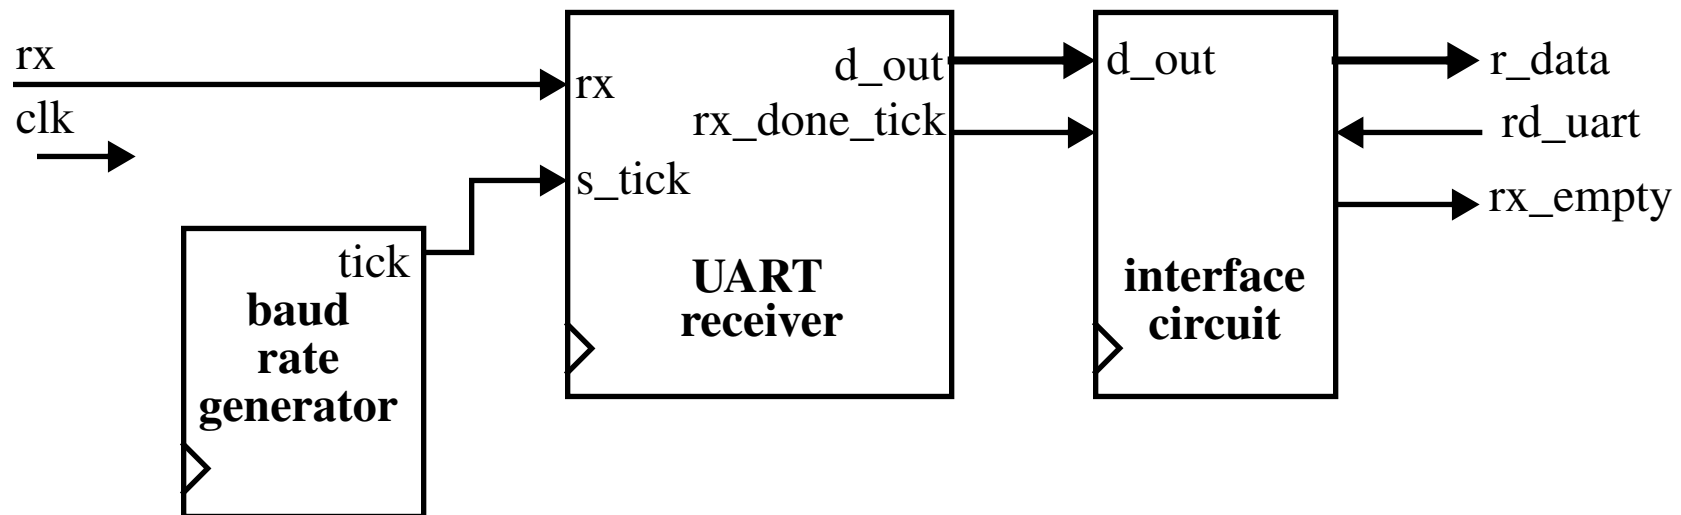 rx
clk
rx
s_tick
d_out
rx_done_tick
UART
receiver
tick
baud
rate
generator
d_out
interface
circuit
r_data
rd_uart
rx_empty